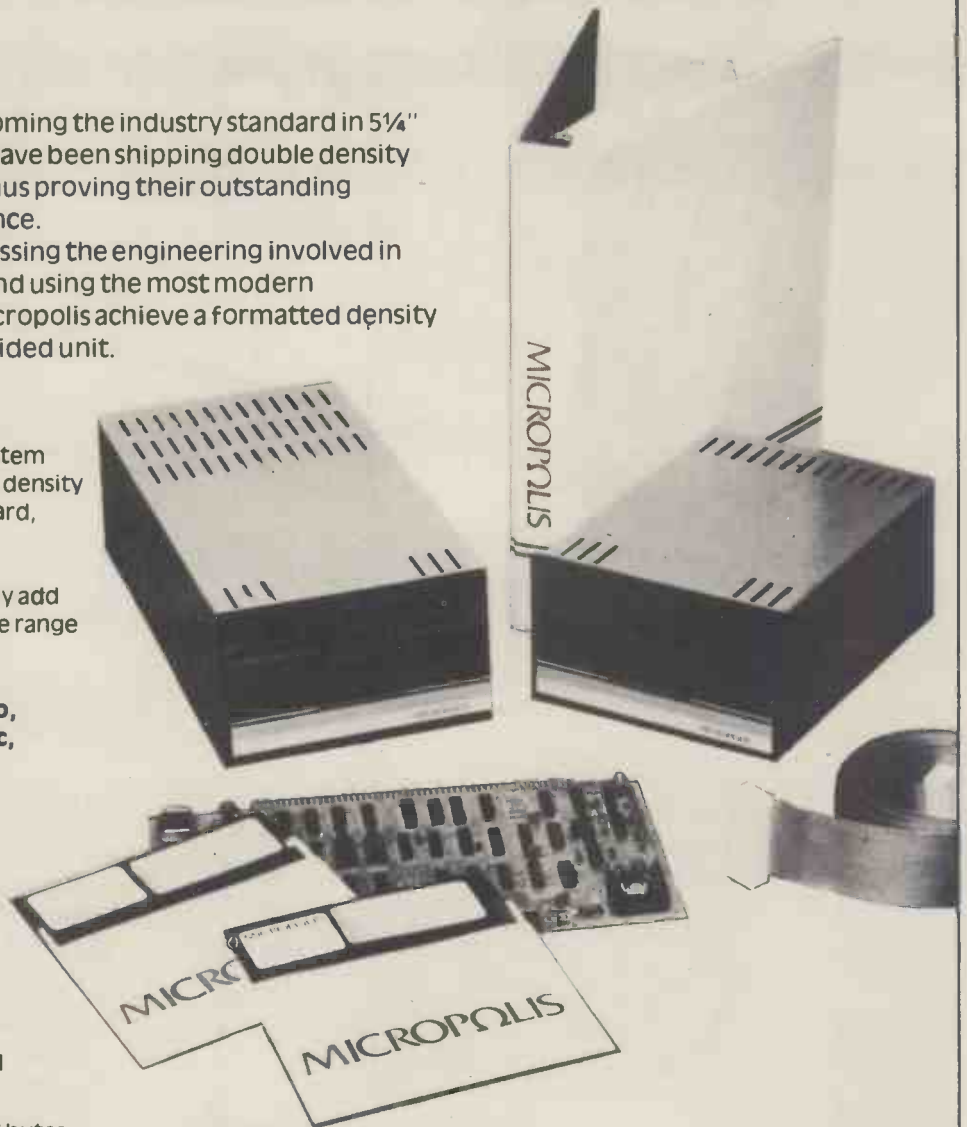 oming the industry standard in 5¼"
ave been shipping double density
us proving their outstanding
nce.
ssing the engineering involved in
nd using the most modern
cropolis achieve a formatted density
ided unit.
tem
density
ard,
y add
e range
o,
c,
MICROPOLIS
MICRO
MICROPOLIS